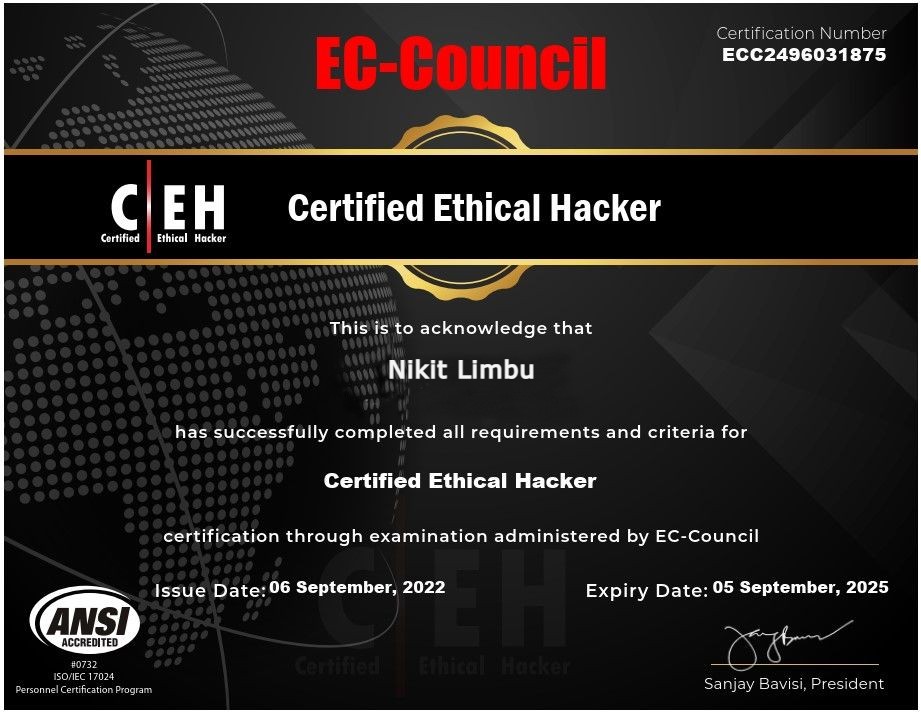 EC-Council
Certification Number
ECC2496031875
C EH
Certified Ethical Hacker
Certified Ethical Hacker
This is to acknowledge that
Nikit Limbu
has successfully completed all requirements and criteria for
Certified Ethical Hacker
certification through examination administered by EC-Council
C EH
Certified Ethical Hacker
Issue Date: 06 September, 2022
Expiry Date: 05 September, 2025
ANSI
ACCREDITED
#0732
ISO/IEC 17024
Personnel Certification Program
Sanjay Bavisi, President